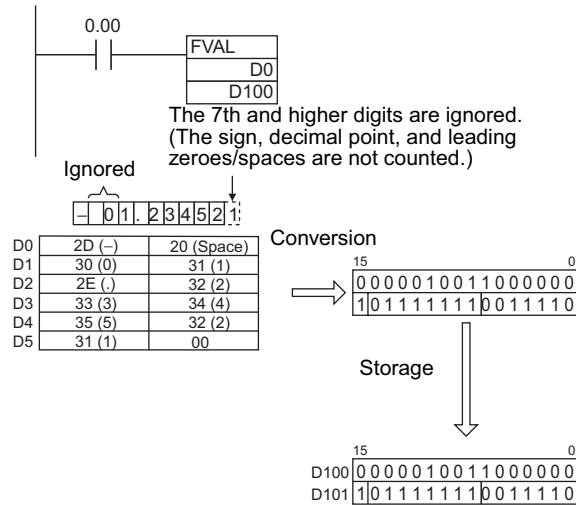 0.00
FVAL
D0
D100
The 7th and higher digits are ignored.
(The sign, decimal point, and leading
zeroes/spaces are not counted.)
Ignored
– 0 1 . 2 3 4 5 2 1
D0 2D (–) 20 (Space)
D1 30 (0) 31 (1)
D2 2E (.) 32 (2)
D3 33 (3) 34 (4)
D4 35 (5) 32 (2)
D5 31 (1) 00
Conversion
15 0
0 0 0 0 0 1 0 0 1 1 0 0 0 0 0 0
1 0 1 1 1 1 1 1 1 0 0 1 1 1 1 0
Storage
15 0
D100 0 0 0 0 0 1 0 0 1 1 0 0 0 0 0 0
D101 1 0 1 1 1 1 1 1 1 0 0 1 1 1 1 0